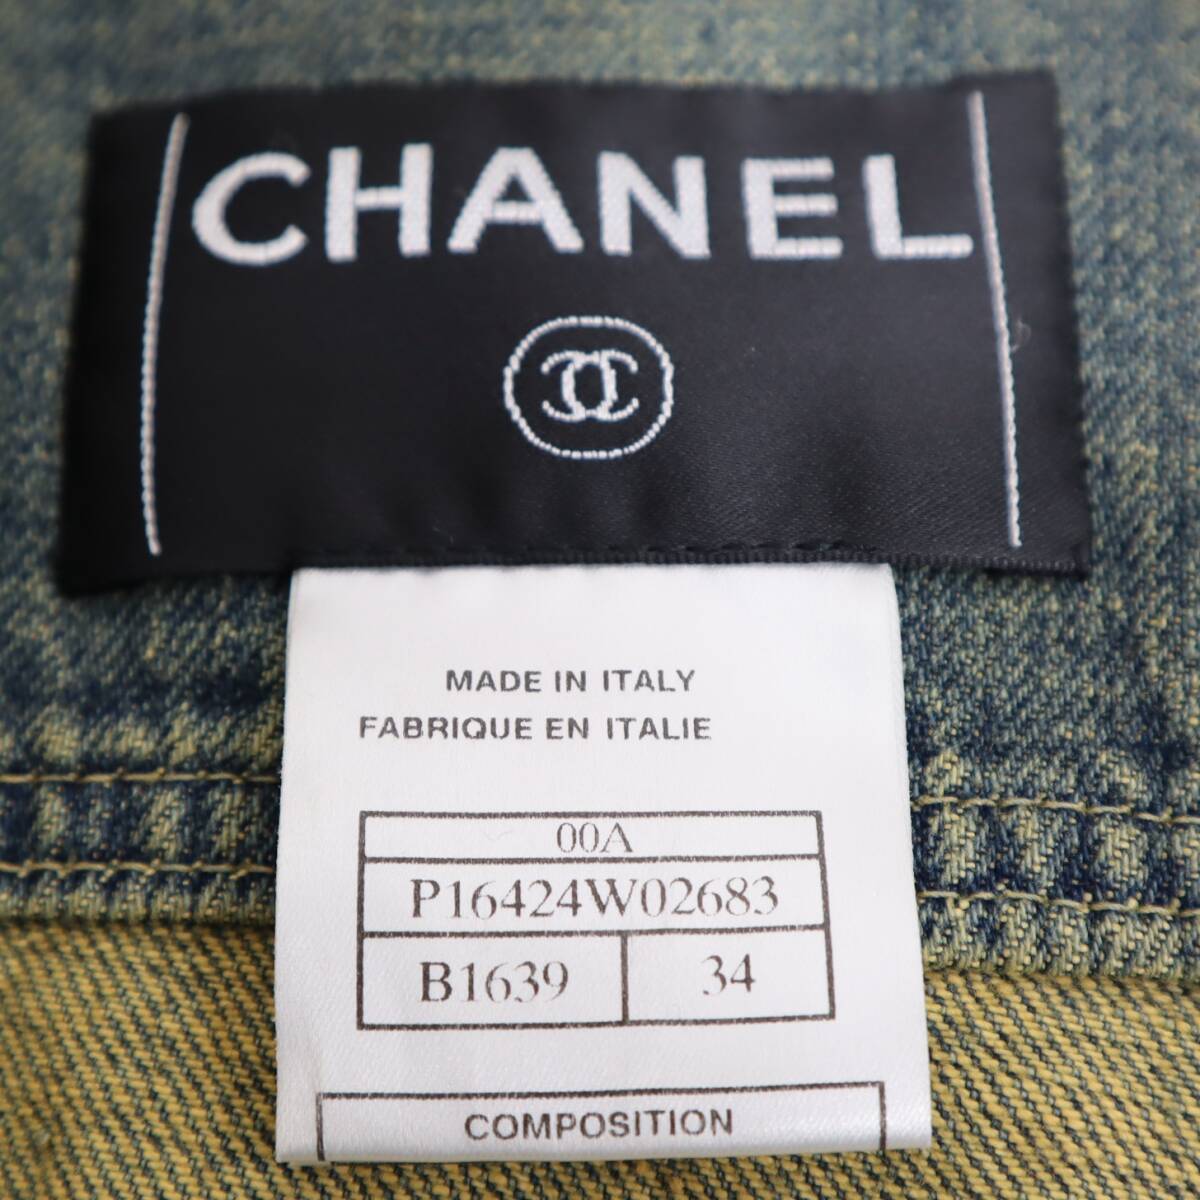 CHANEL
MADE IN ITALY
FABRIQUE EN ITALIE
00A
P16424W02683
B1639 34
COMPOSITION